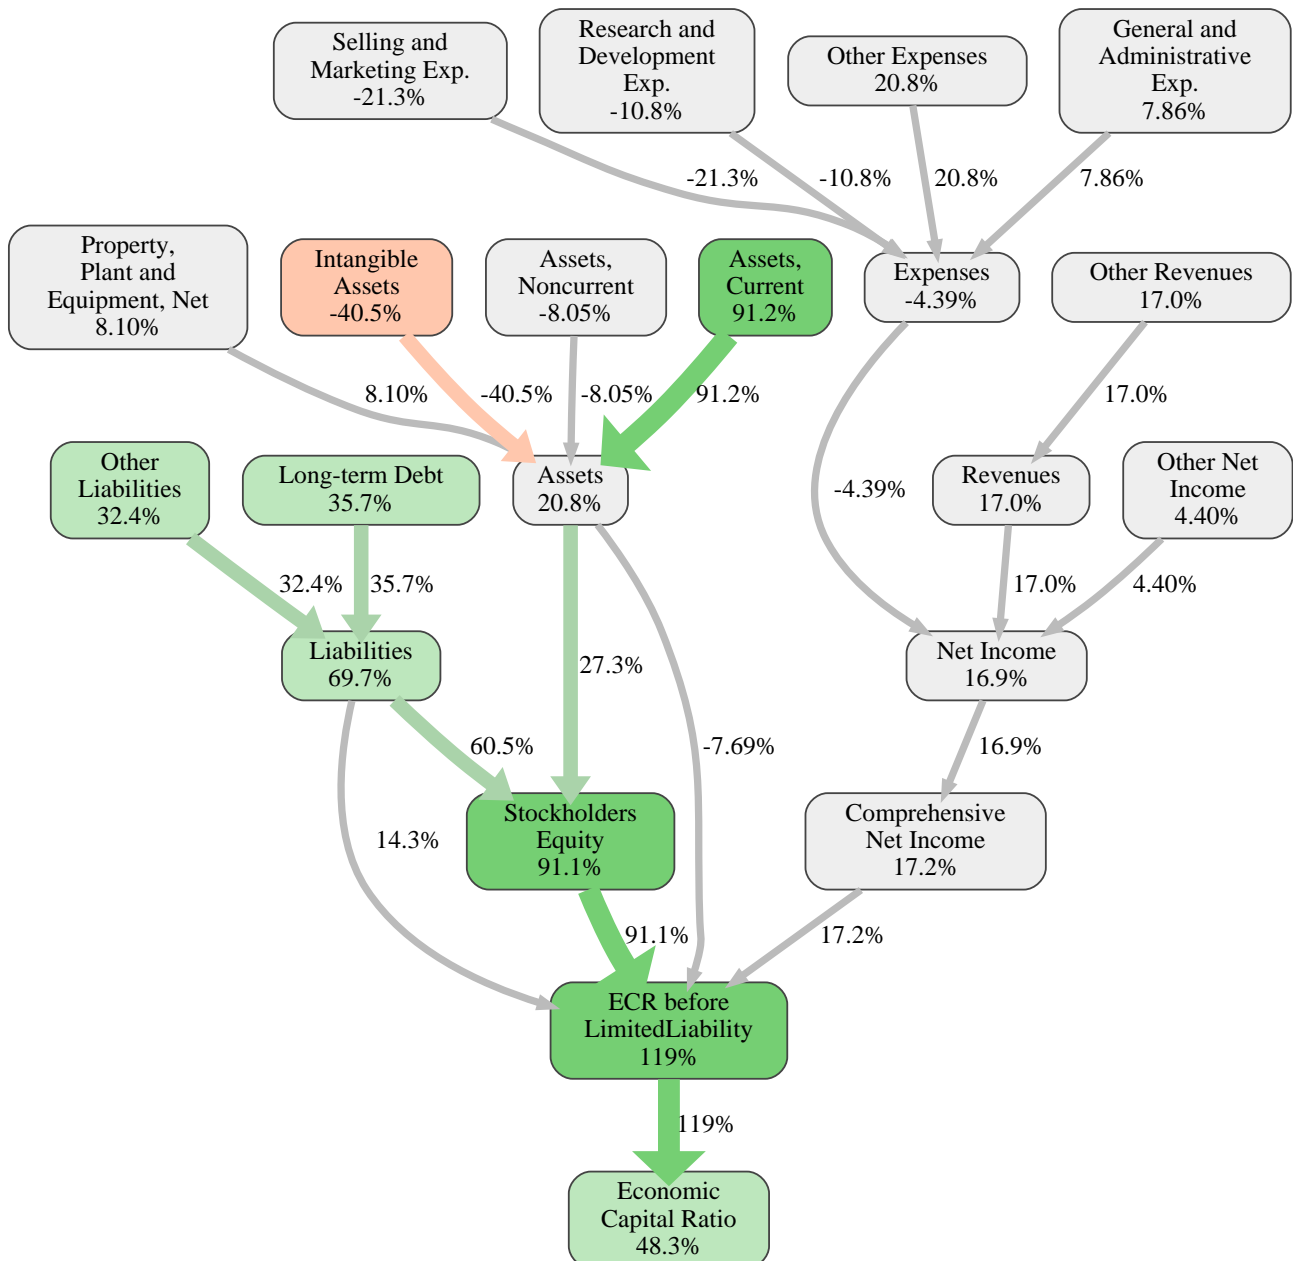 Selling and
Marketing Exp.
-21.3%
Research and
Development
Exp.
-10.8%
Other Expenses
20.8%
General and
Administrative
Exp.
7.86%
-21.3%
-10.8%
20.8%
7.86%
Property,
Plant and
Equipment, Net
8.10%
Intangible
Assets
-40.5%
Assets,
Noncurrent
-8.05%
Assets,
Current
91.2%
Expenses
-4.39%
Other Revenues
17.0%
8.10%
-40.5%
-8.05%
91.2%
17.0%
Other
Liabilities
32.4%
Long-term Debt
35.7%
Assets
20.8%
-4.39%
Revenues
17.0%
Other Net
Income
4.40%
32.4%
35.7%
17.0%
4.40%
Liabilities
69.7%
27.3%
Net Income
16.9%
60.5%
-7.69%
16.9%
14.3%
Stockholders
Equity
91.1%
Comprehensive
Net Income
17.2%
91.1%
17.2%
ECR before
LimitedLiability
119%
119%
Economic
Capital Ratio
48.3%